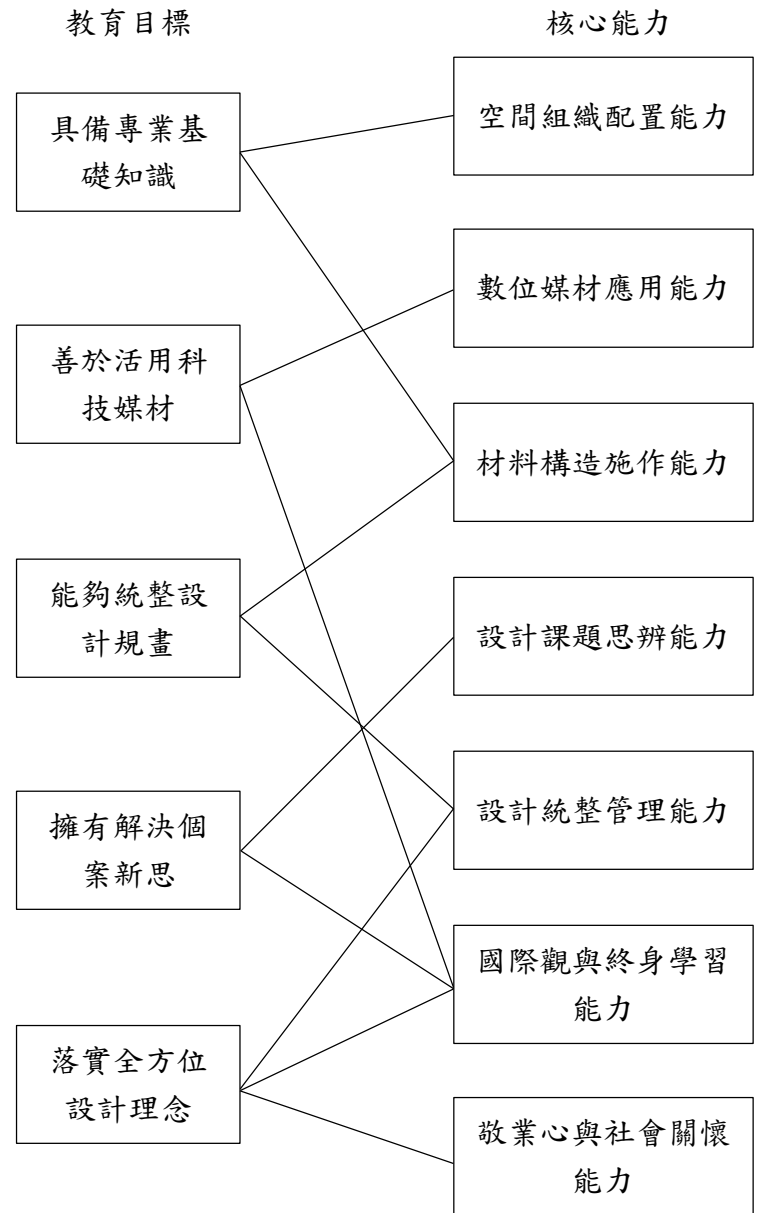 教育目標
具備專業基
礎知識
善於活用科
技媒材
能夠統整設
計規畫
擁有解決個
案新思
落實全方位
設計理念
核心能力
空間組織配置能力
數位媒材應用能力
材料構造施作能力
設計課題思辨能力
設計統整管理能力
國際觀與終身學習
能力
敬業心與社會關懷
能力